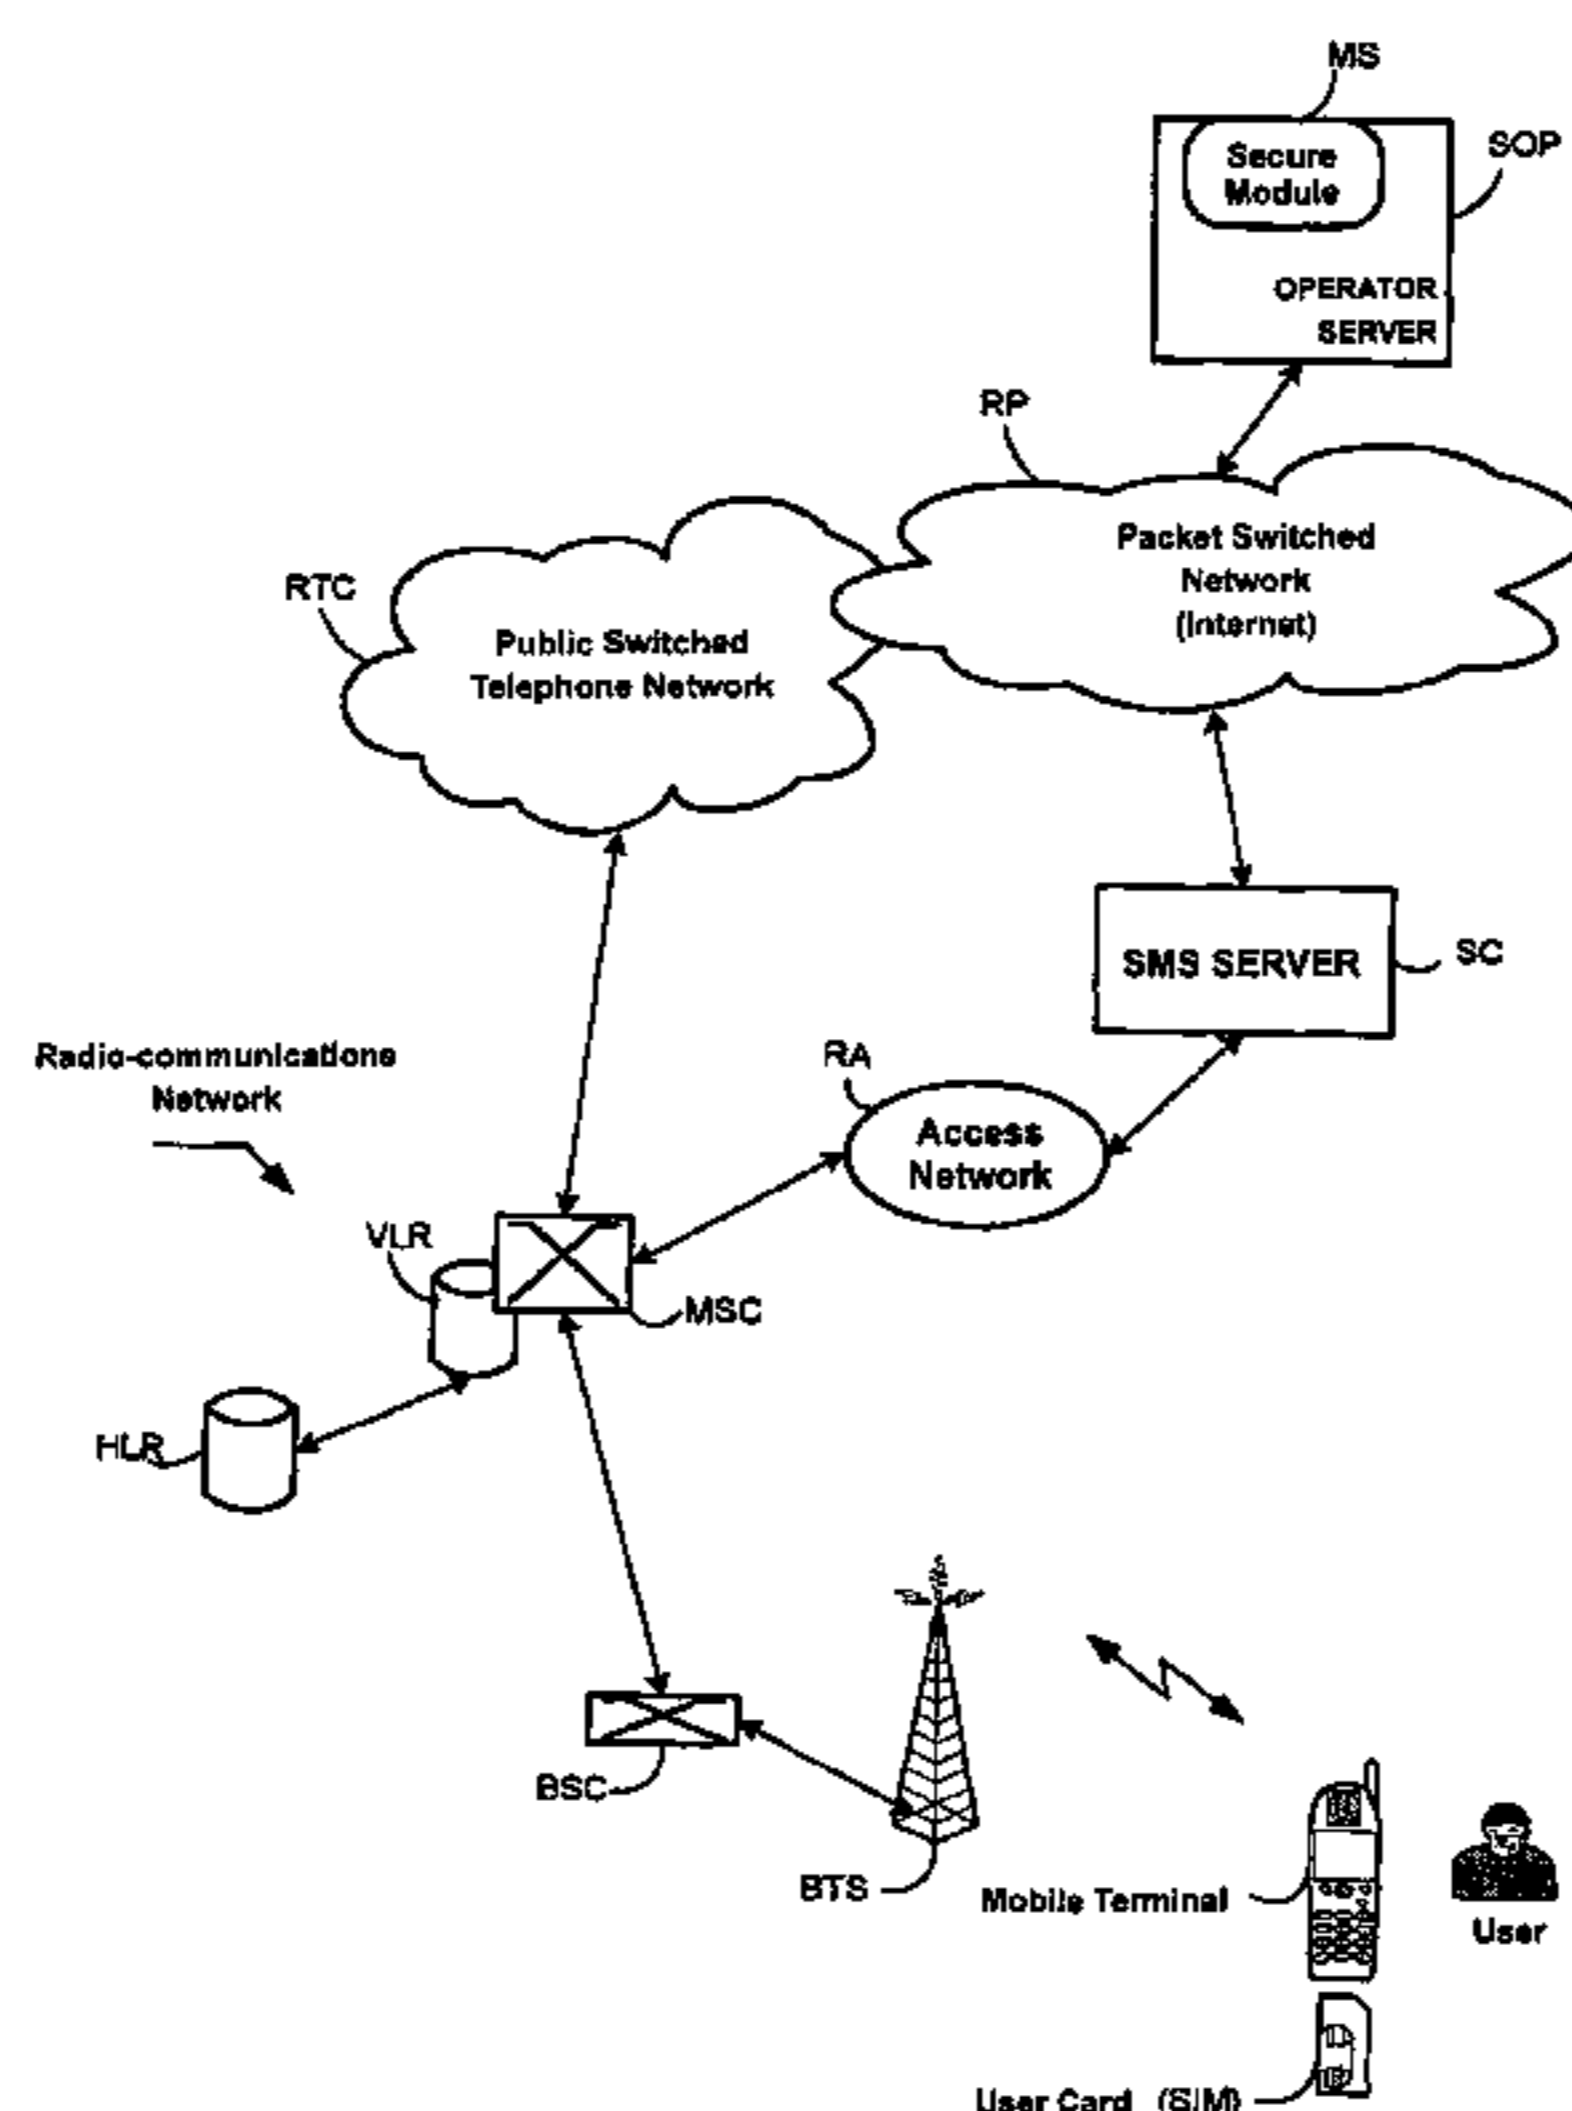 MS
SOP
Secure
Module
OPERATOR
SERVER
RP
Packet Switched
Network
(Internet)
RTC
Public Switched
Telephone Network
SMS SERVER
SC
Radio-communications
Network
RA
Access
Network
VLR
MSC
HLR
BSC
BTS
Mobile Terminal
User
User Card (SIM)